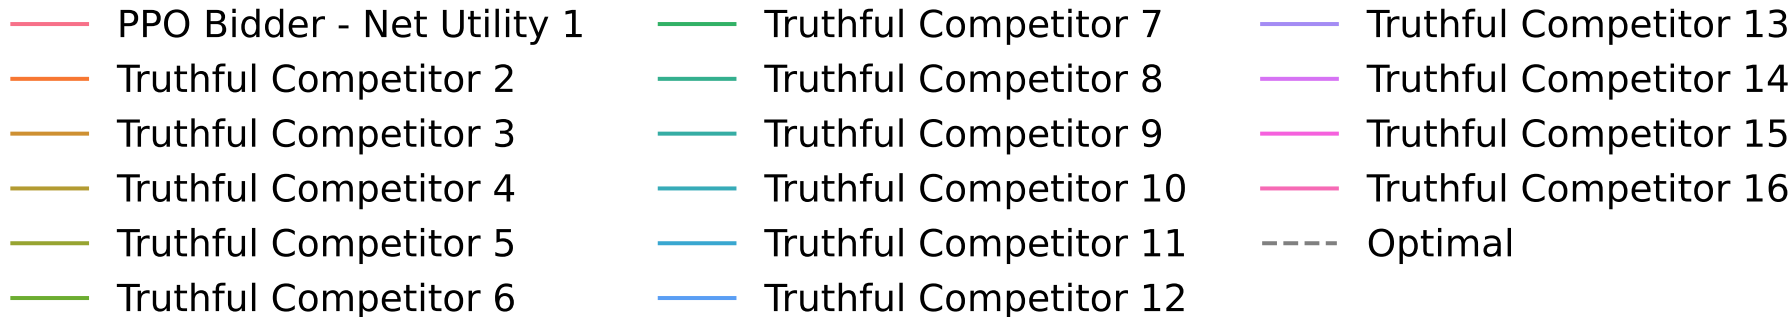 PPO Bidder - Net Utility 1
Truthful Competitor 2
Truthful Competitor 3
Truthful Competitor 4
Truthful Competitor 5
Truthful Competitor 6
Truthful Competitor 7
Truthful Competitor 8
Truthful Competitor 9
Truthful Competitor 10
Truthful Competitor 11
Truthful Competitor 12
Truthful Competitor 13
Truthful Competitor 14
Truthful Competitor 15
Truthful Competitor 16
Optimal